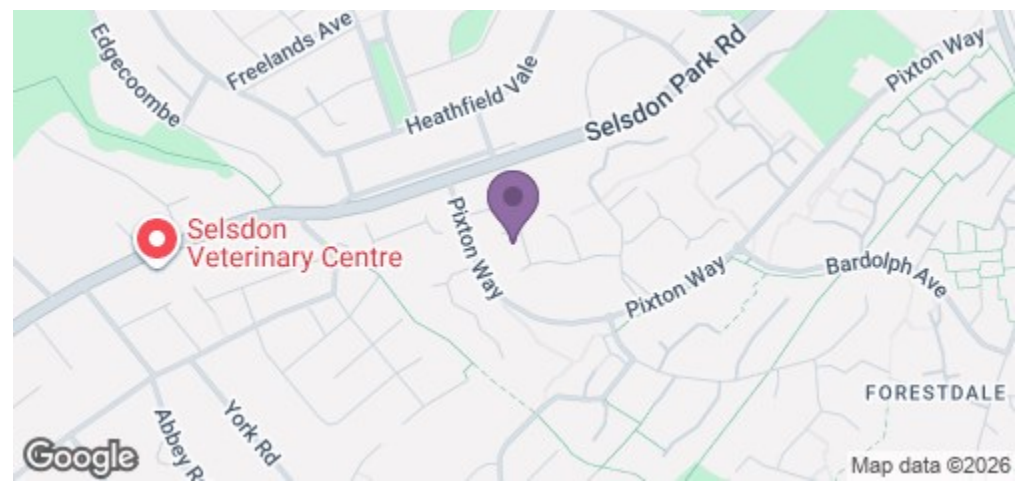 Edgecoombe
Freelands Ave
Heathfield Vale
Selsdon Park Rd
Pixton Way
Selsdon
Veterinary Centre
Pixton Way
Pixton Way
Bardolph Ave
FORESTDALE
York Rd
Abbey R
Google
Map data ©2026